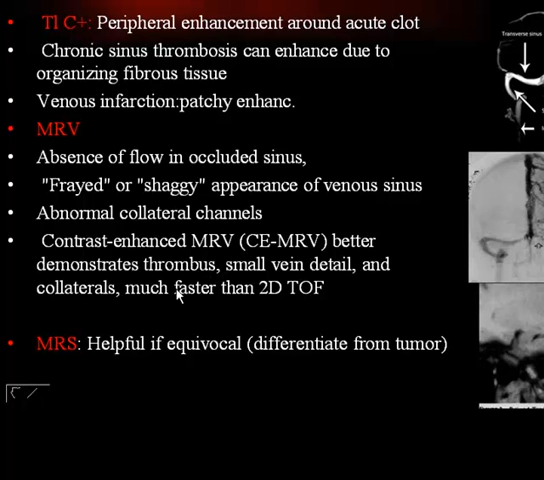 • Tl C+: Peripheral enhancement around acute clot
• Chronic sinus thrombosis can enhance due to
organizing fibrous tissue
• Venous infarction:patchy enhanc.
• MRV
• Absence of flow in occluded sinus,
• "Frayed" or "shaggy" appearance of venous sinus
• Abnormal collateral channels
• Contrast-enhanced MRV (CE-MRV) better
demonstrates thrombus, small vein detail, and
collaterals, much faster than 2D TOF
• MRS: Helpful if equivocal (differentiate from tumor)
Transverse sinus